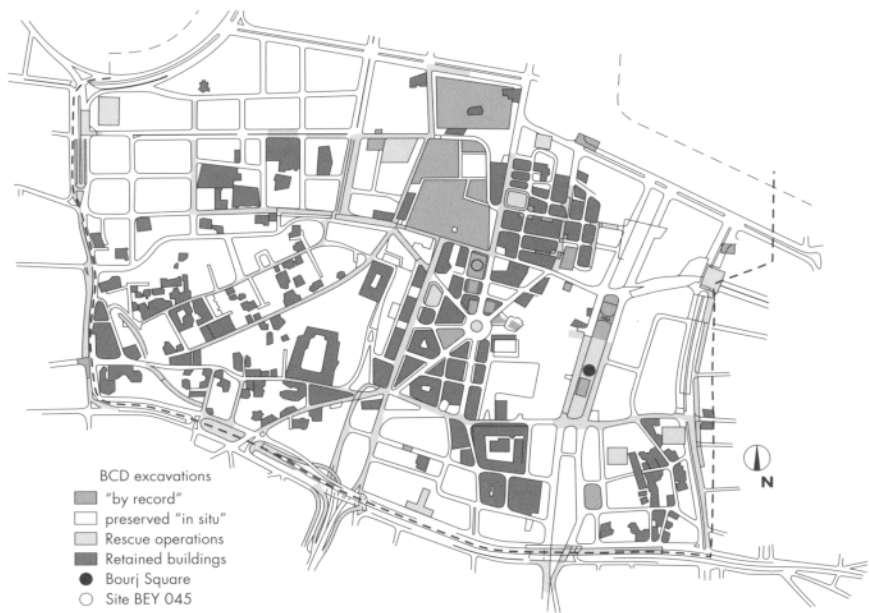 BCD excavations
"by record"
preserved "in situ"
Rescue operations
Retained buildings
Bourj Square
Site BEY 045
N